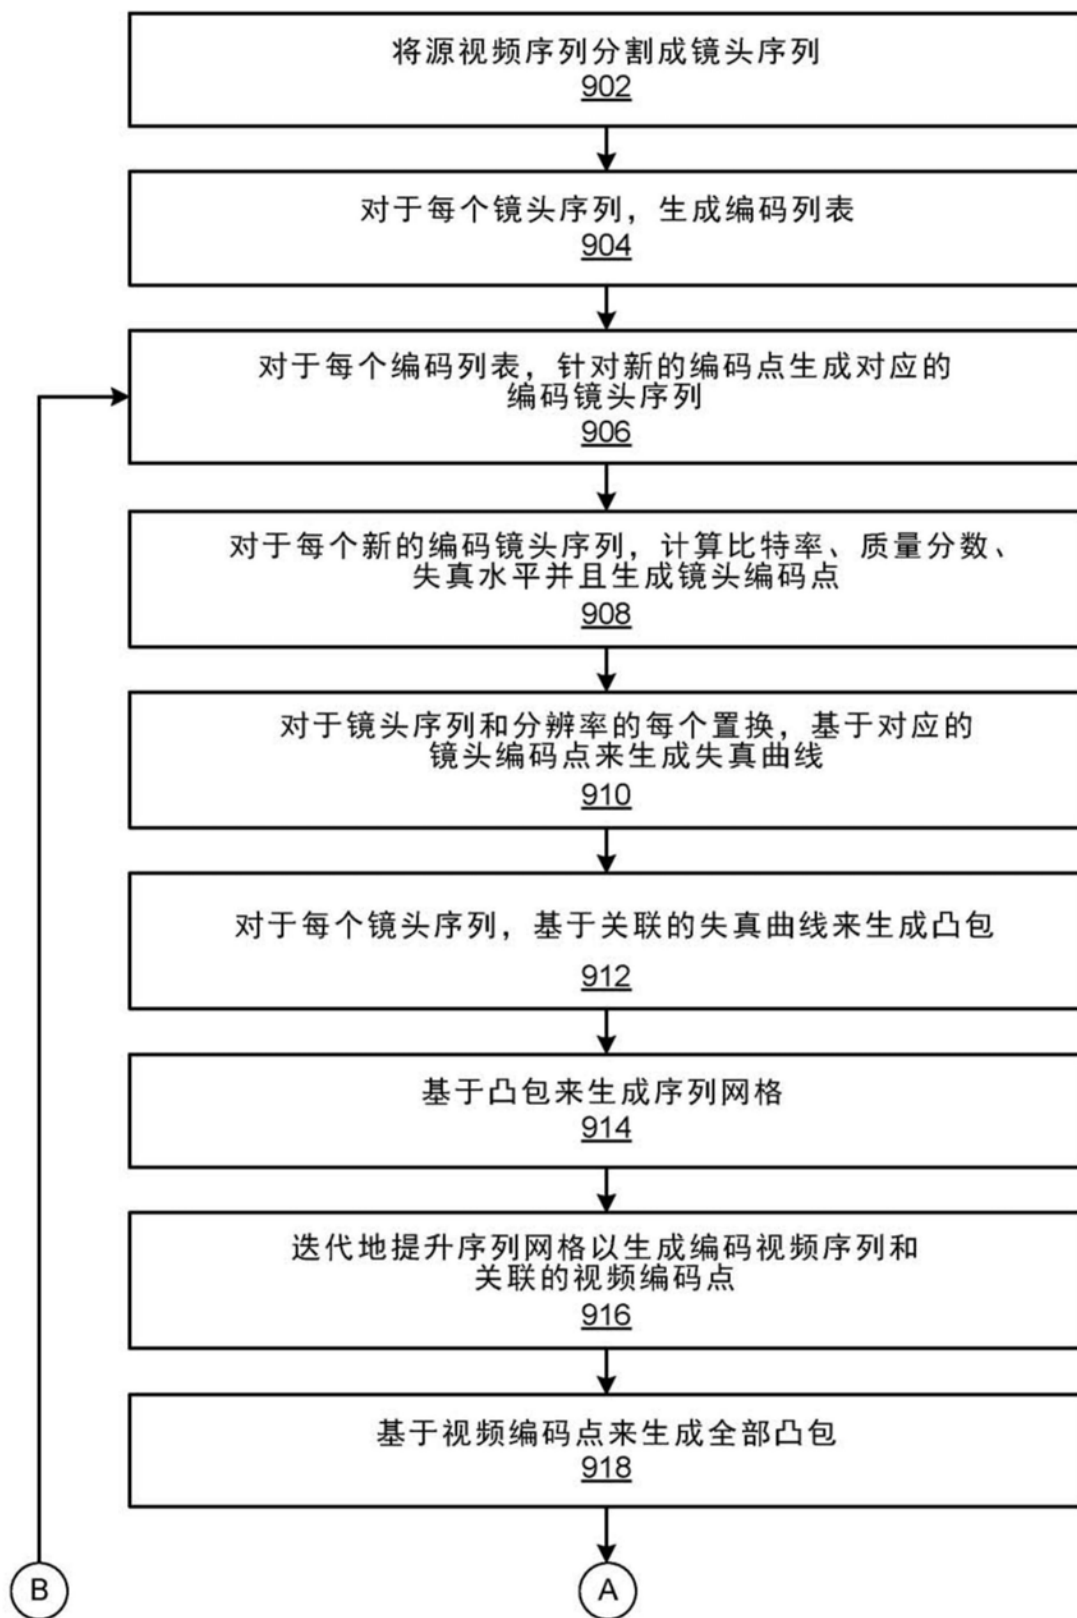 将源视频序列分割成镜头序列
902
对于每个镜头序列，生成编码列表
904
对于每个编码列表，针对新的编码点生成对应的
编码镜头序列
906
对于每个新的编码镜头序列，计算比特率、质量分数、
失真水平并且生成镜头编码点
908
对于镜头序列和分辨率的每个置换，基于对应的
镜头编码点来生成失真曲线
910
对于每个镜头序列，基于关联的失真曲线来生成凸包
912
基于凸包来生成序列网格
914
迭代地提升序列网格以生成编码视频序列和
关联的视频编码点
916
基于视频编码点来生成全部凸包
918
B
A